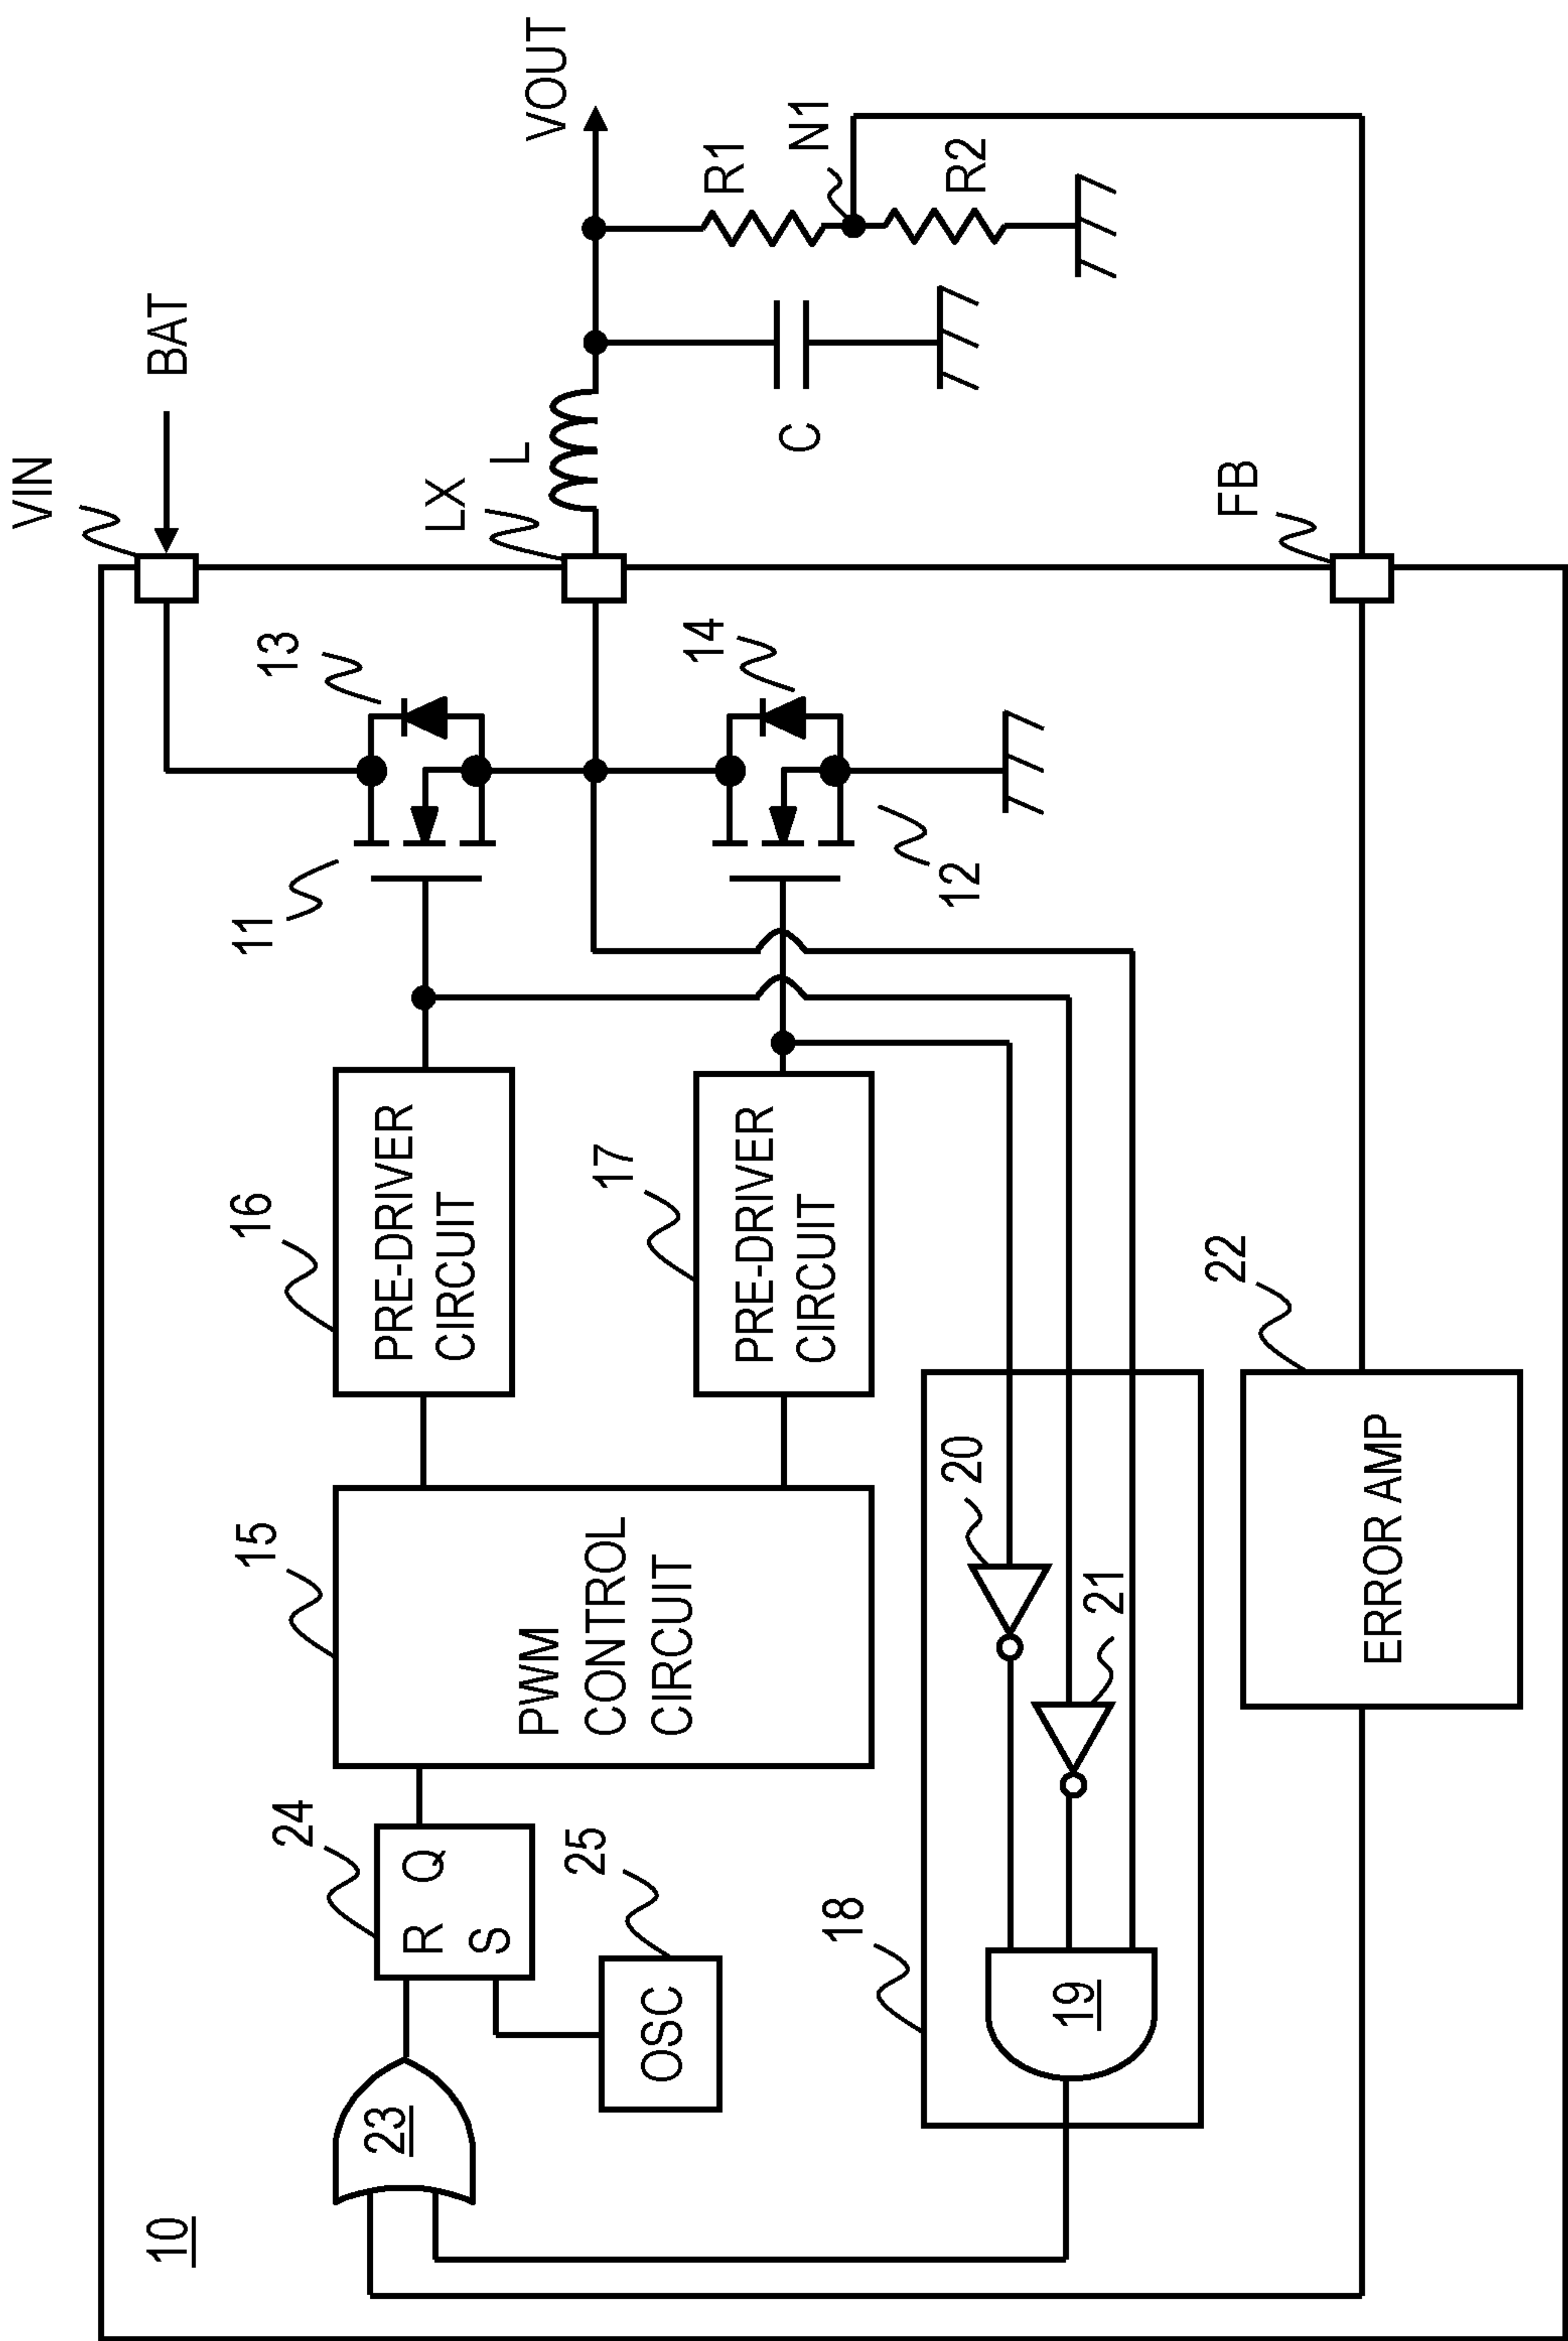 10
VIN
BAT
23
24
R Q
S
25
OSC
15
PWM
CONTROL
CIRCUIT
16
PRE-DRIVER
CIRCUIT
17
PRE-DRIVER
CIRCUIT
11
13
12
14
LX
L
VOUT
C
R1
N1
R2
18
19
20
21
22
ERROR AMP
FB